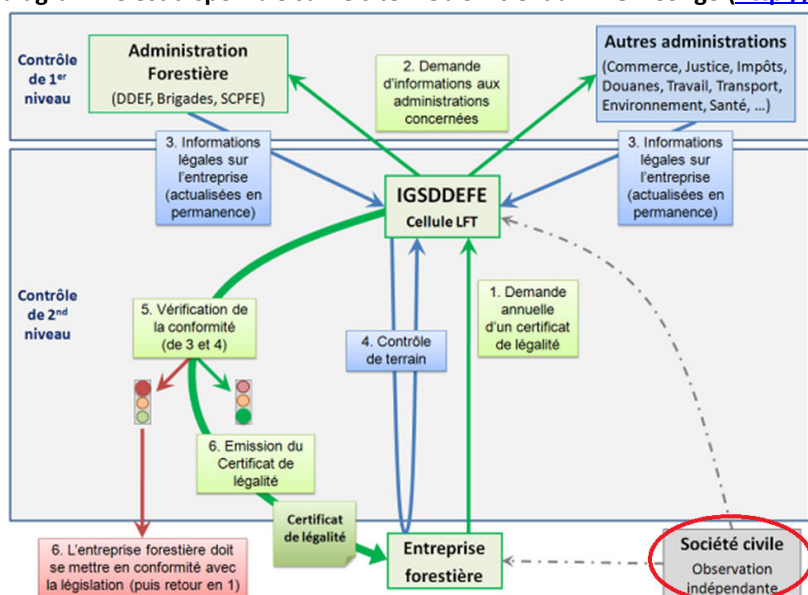 Contrôle
de 1er
niveau
Administration
Forestière
(DDEF, Brigades, SCPFE)
2. Demande
d'informations aux
administrations
concernées
Autres administrations
(Commerce, Justice, Impôts,
Douanes, Travail, Transport,
Environnement, Santé, ...)
3. Informations
légales sur
l'entreprise
(actualisées en
permanence)
3. Informations
légales sur
l'entreprise
(actualisées en
permanence)
IGSDDEFE
Cellule LFT
Contrôle
de 2nd
niveau
5. Vérification de
la conformité
(de 3 et 4)
4. Contrôle
de terrain
1. Demande
annuelle
d'un certificat
de légalité
6. Emission du
Certificat de
légalité
Certificat
de légalité
6. L'entreprise forestière doit
se mettre en conformité avec
la législation (puis retour en 1)
Entreprise
forestière
Société civile
Observation
indépendante